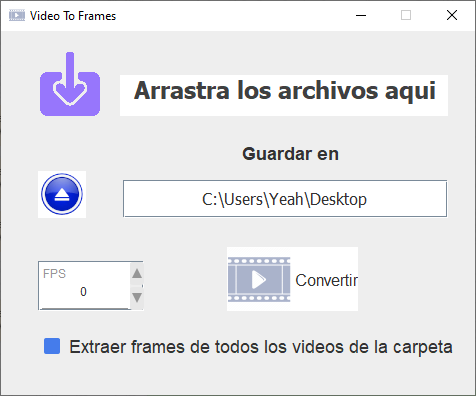 Video To Frames
Arrastra los archivos aqui
Guardar en
C:\Users\Yeah\Desktop
FPS
0
Convertir
Extraer frames de todos los videos de la carpeta